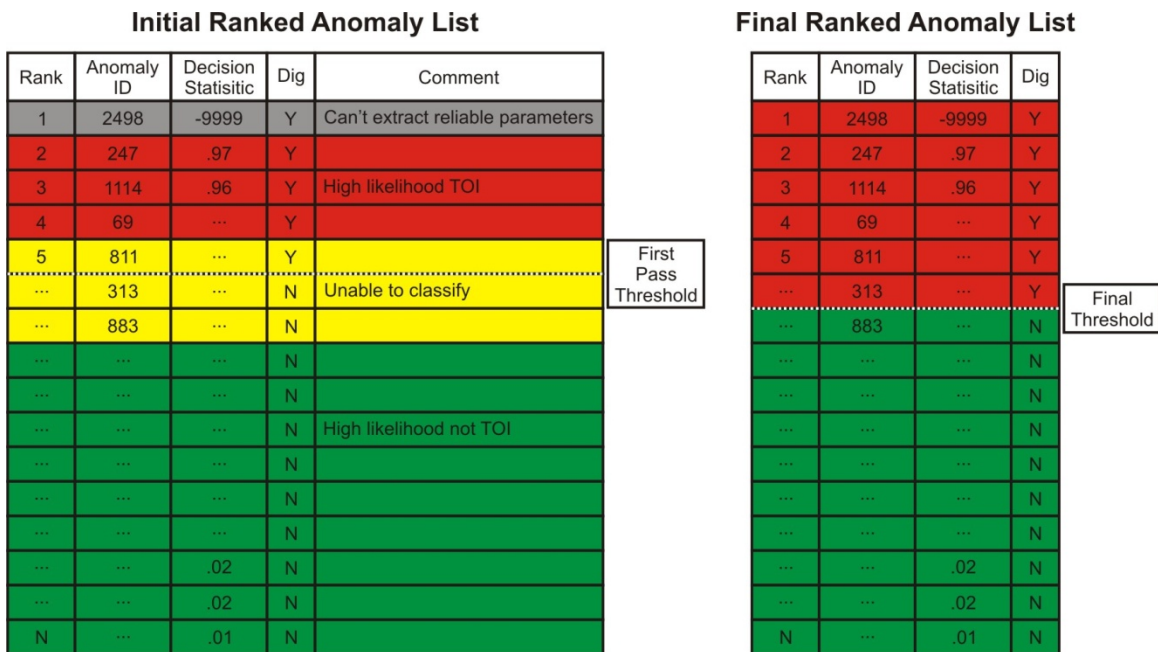 Initial Ranked Anomaly List
Rank Anomaly ID Decision Statisitic Dig Comment
1 2498 -9999 Y Can't extract reliable parameters
2 247 .97 Y
3 1114 .96 Y High likelihood TOI
4 69 ... Y
5 811 ... Y
... 313 ... N Unable to classify
... 883 ... N
... ... ... N
... ... ... N
... ... ... N High likelihood not TOI
... ... ... N
... ... ... N
... ... ... N
... ... .02 N
... ... .02 N
N ... .01 N
First
Pass
Threshold
Final Ranked Anomaly List
Rank Anomaly ID Decision Statisitic Dig
1 2498 -9999 Y
2 247 .97 Y
3 1114 .96 Y
4 69 ... Y
5 811 ... Y
... 313 ... Y
... 883 ... N
... ... ... N
... ... ... N
... ... ... N
... ... ... N
... ... ... N
... ... ... N
... ... .02 N
... ... .02 N
N ... .01 N
Final
Threshold